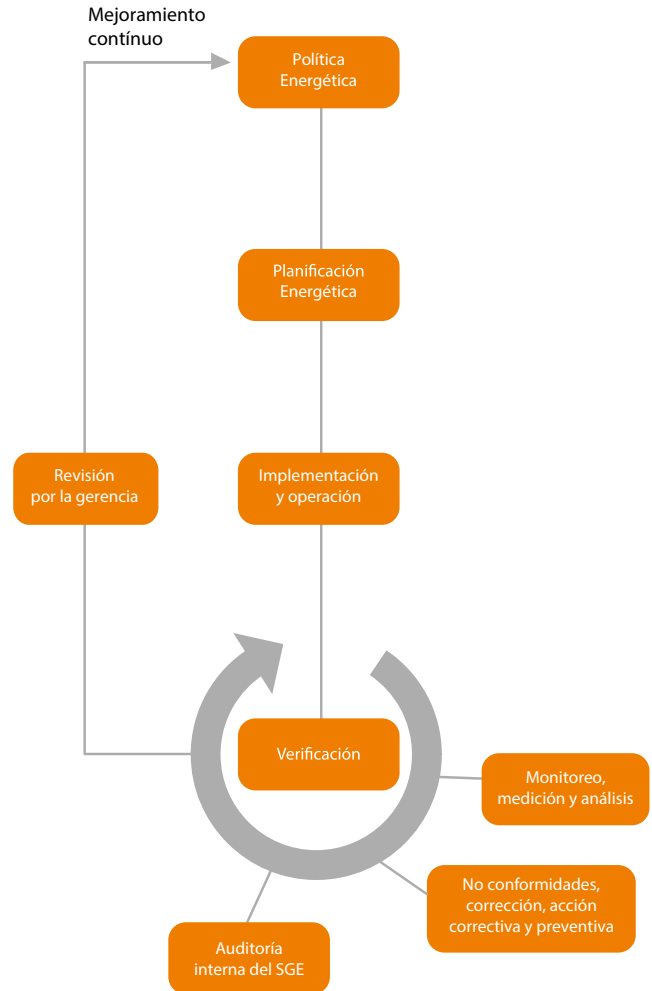 Mejoramiento
contínuo
Política
Energética
Planificación
Energética
Revisión
por la gerencia
Implementación
y operación
Verificación
Monitoreo,
medición y análisis
No conformidades,
corrección, acción
correctiva y preventiva
Auditoría
interna del SGE